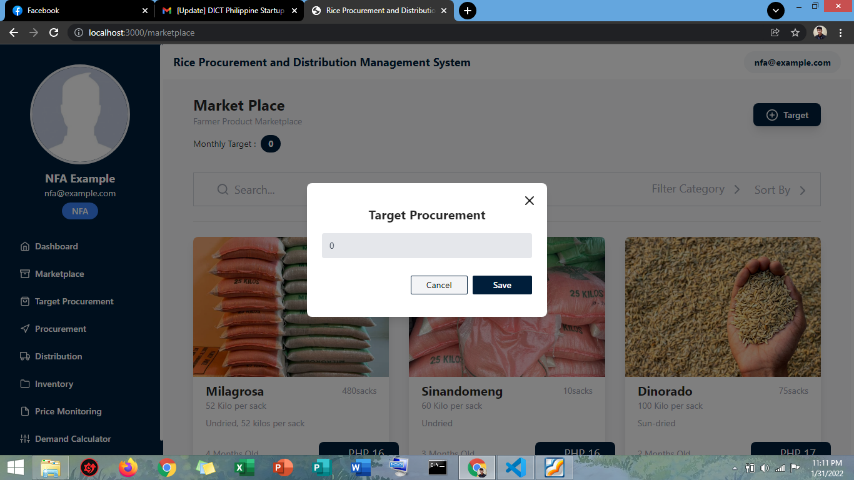 Facebook
[Update] DICT Philippine Startup
Rice Procurement and Distributi
localhost:3000/marketplace
Rice Procurement and Distribution Management System
nfa@example.com
NFA Example
nfa@example.com
NFA
Dashboard
Marketplace
Target Procurement
Procurement
Distribution
Inventory
Price Monitoring
Demand Calculator
Market Place
Farmer Product Marketplace
Monthly Target : 0
Target
Search...
Filter Category
Sort By
Target Procurement
0
Cancel
Save
25 KILOS
25 KILOS
Milagrosa
480sacks
52 Kilo per sack
Undried, 52 kilos per sack
4 Months Old
PHP 16
Sinandomeng
10sacks
60 Kilo per sack
Undried
3 Months Old
PHP 16
Dinorado
75sacks
100 Kilo per sack
Sun-dried
2 Months Old
PHP 17
11:11 PM
1/31/2022